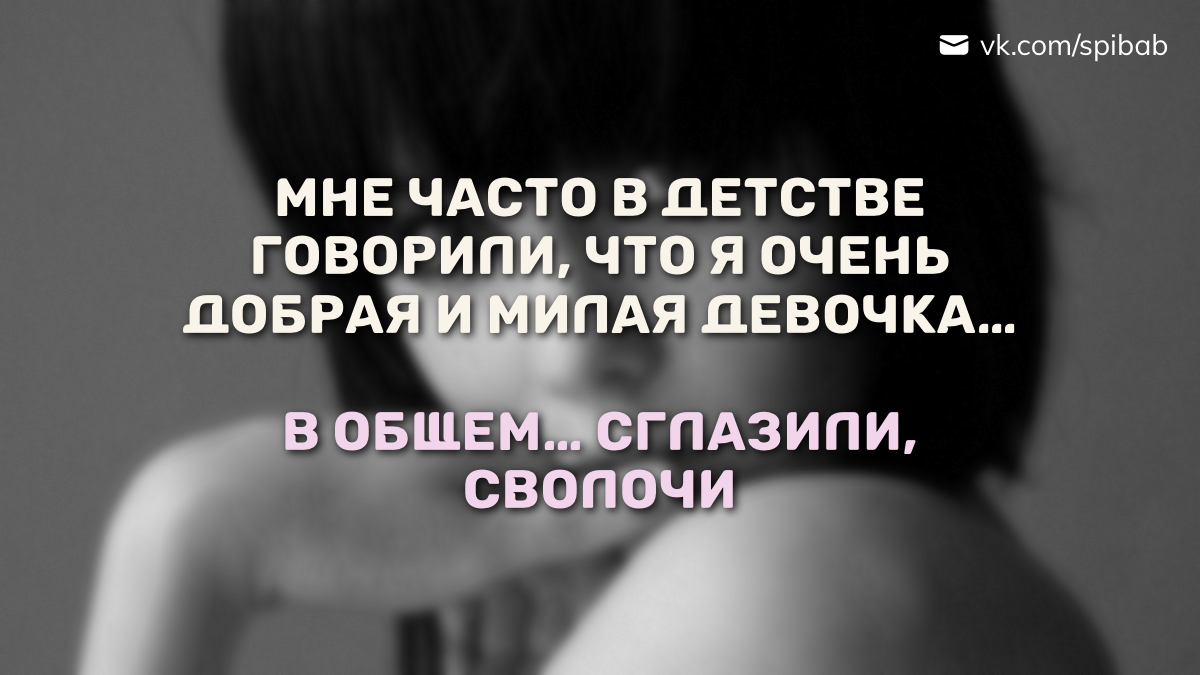 vk.com/spibab
МНЕ ЧАСТО В ДЕТСТВЕ
ГОВОРИЛИ, ЧТО Я ОЧЕНЬ
ДОБРАЯ И МИЛАЯ ДЕВОЧКА...
В ОБЩЕМ... СГЛАЗИЛИ,
СВОЛОЧИ